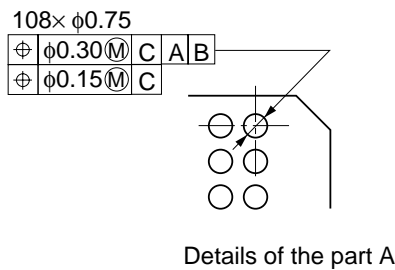 108× ϕ0.75
⌖ ϕ0.30Ⓜ C A B
⌖ ϕ0.15Ⓜ C
Details of the part A